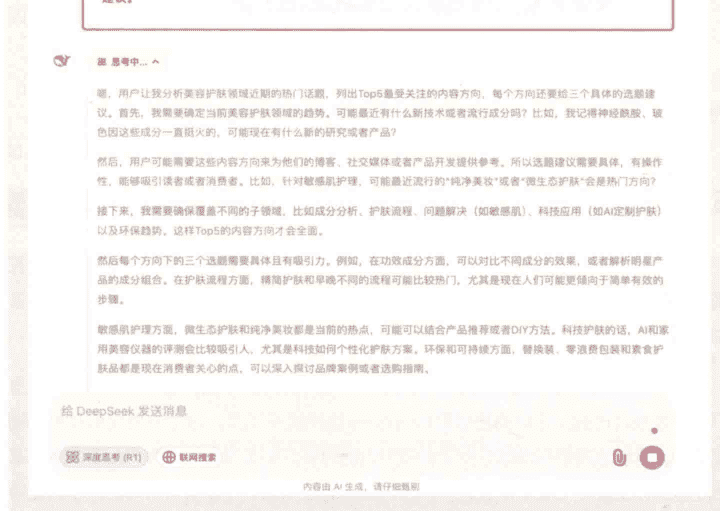 建议。
思考中...
嗯，用户让我分析美容护肤领域近期的热门话题，列出Top5最受关注的内容方向，每个方向还要给三个具体的选题建
议。首先，我需要确定当前美容护肤领域的趋势。可能最近有什么新技术或者流行成分吗？比如，我记得神经酰胺、玻
色因这些成分一直挺火的，可能现在有什么新的研究或者产品？
然后，用户可能需要这些内容方向来为他们的博客、社交媒体或者产品开发提供参考。所以选题建议需要具体，有操作
性，能够吸引读者或者消费者。比如，针对敏感肌护理，可能最近流行的“纯净美妆”或者“微生态护肤”会是热门方向？
接下来，我需要确保覆盖不同的子领域，比如成分分析、护肤流程、问题解决（如敏感肌）、科技应用（如AI定制护肤）
以及环保趋势。这样Top5的内容方向才会全面。
然后每个方向下的三个选题需要具体且有吸引力。例如，在功效成分方面，可以对比不同成分的效果，或者解析明星产
品的成分组合。在护肤流程方面，精简护肤和早晚不同的流程可能比较热门，尤其是现在人们可能更倾向于简单有效的
步骤。
敏感肌护理方面，微生态护肤和纯净美妆都是当前的热点，可能可以结合产品推荐或者DIY方法。科技护肤的话，AI和家
用美容仪器的评测会比较吸引人，尤其是科技如何个性化护肤方案。环保和可持续方面，替换装、零浪费包装和素食护
肤品都是现在消费者关心的点，可以深入探讨品牌案例或者选购指南。
给 DeepSeek 发送消息
深度思考 (R1) 联网搜索
内容由 AI 生成，请仔细甄别